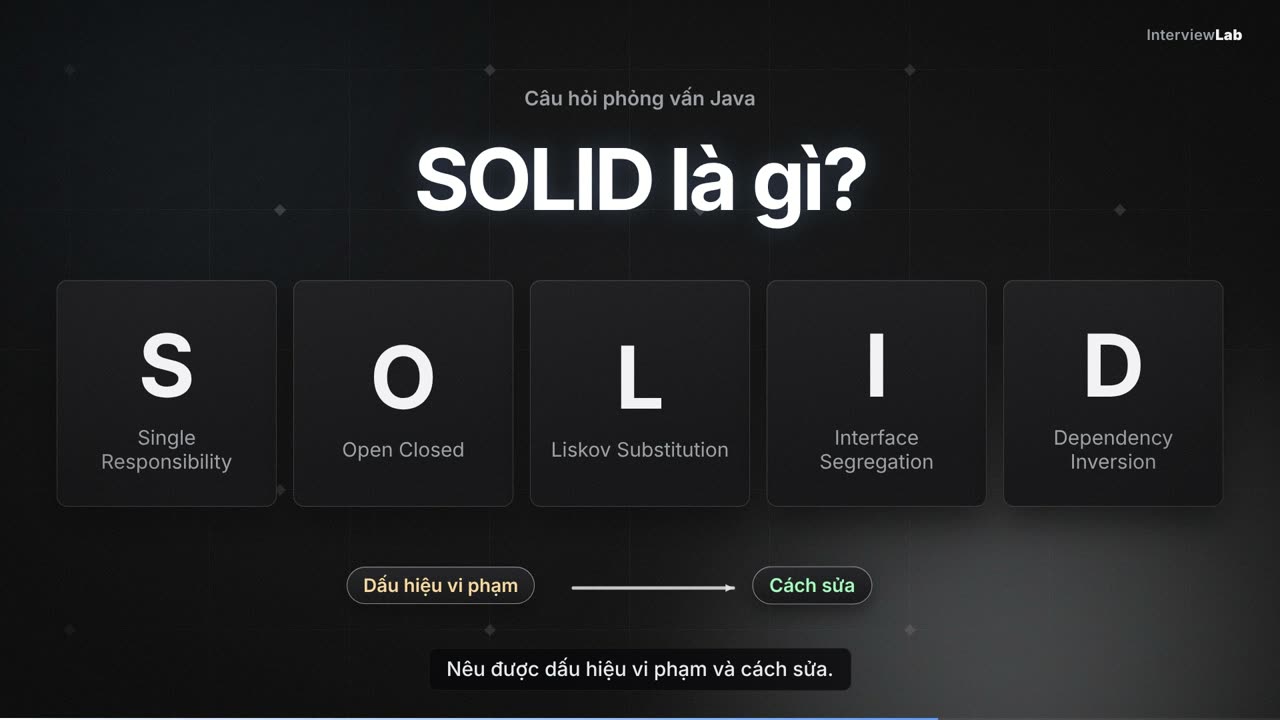 InterviewLab
Câu hỏi phỏng vấn Java
SOLID là gì?
S
Single
Responsibility
O
Open Closed
L
Liskov Substitution
I
Interface
Segregation
D
Dependency
Inversion
Dấu hiệu vi phạm
Cách sửa
Nêu được dấu hiệu vi phạm và cách sửa.